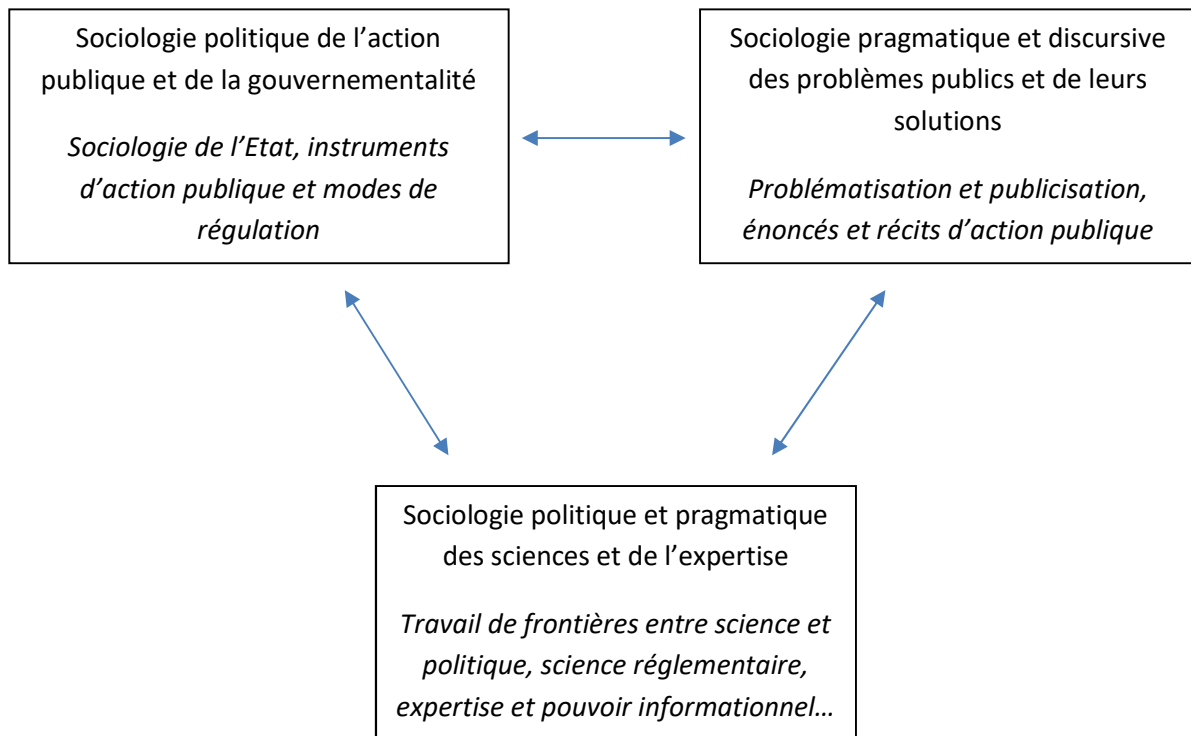 Sociologie politique de l’action
publique et de la gouvernementalité
Sociologie de l’Etat, instruments
d’action publique et modes de
régulation
Sociologie pragmatique et discursive
des problèmes publics et de leurs
solutions
Problématisation et publicisation,
énoncés et récits d’action publique
Sociologie politique et pragmatique
des sciences et de l’expertise
Travail de frontières entre science et
politique, science réglementaire,
expertise et pouvoir informationnel…